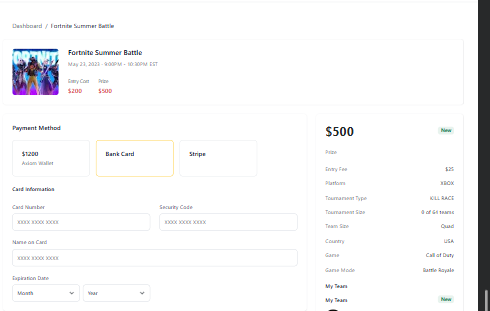 Dashboard / Fortnite Summer Battle
Fortnite Summer Battle
May 23, 2023 - 9:00PM - 10:30PM EST
Entry Cost Prize
$200 $500
Payment Method
$1200
Axiom Wallet
Bank Card
Stripe
Card Information
Card Number
XXXX XXXX XXXX
Security Code
XXXX XXXX XXXX
Name on Card
XXXX XXXX XXXX
Expiration Date
Month
Year
$500
New
Prize
Entry Fee $25
Platform XBOX
Tournament Type KILL RACE
Tournament Size 8 of 64 teams
Team Size Quad
Country USA
Game Call of Duty
Game Mode Battle Royale
My Team
My Team New